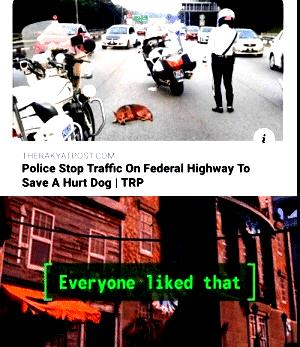 i
THERAKYATPOST.COM
Police Stop Traffic On Federal Highway To
Save A Hurt Dog | TRP
[Everyone liked that]